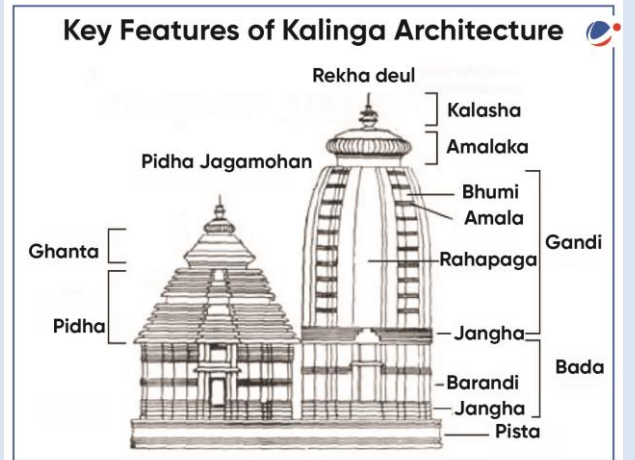 Key Features of Kalinga Architecture
Rekha deul
Kalasha
Amalaka
Pidha Jagamohan
Bhumi
Amala
Gandi
Ghanta
Rahapaga
Pidha
Jangha
Bada
Barandi
Jangha
Pista